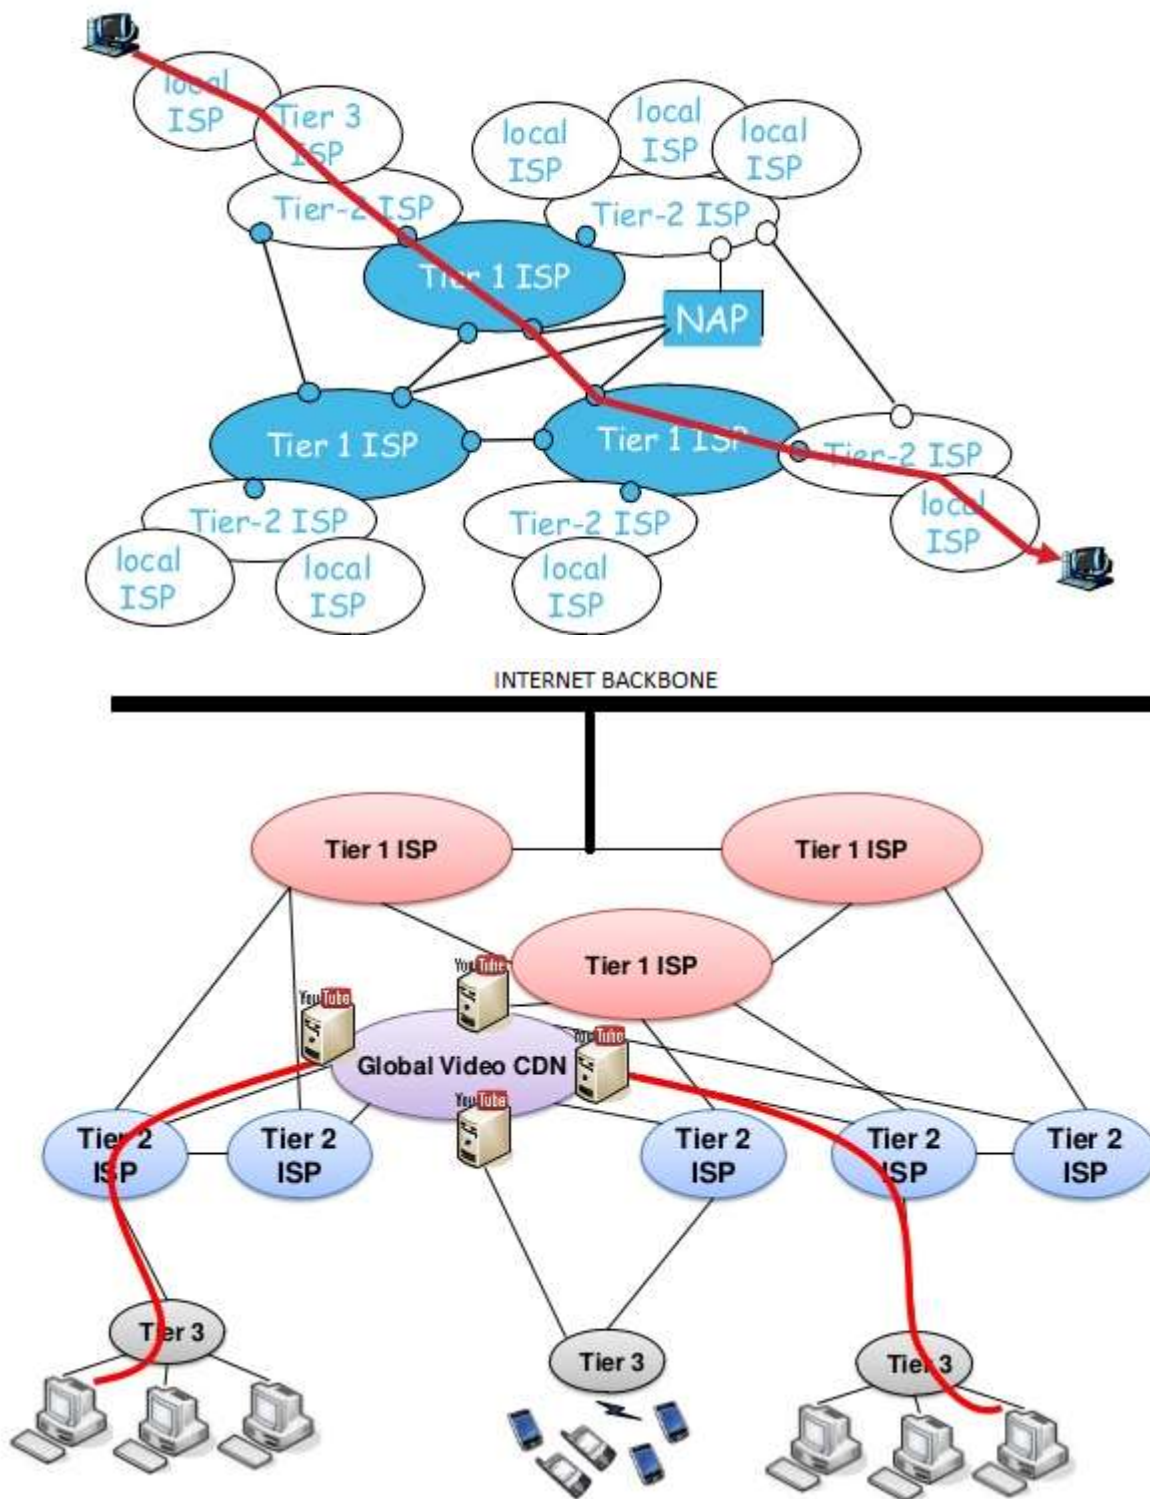 local
ISP
Tier 3
ISP
local
ISP
local
ISP
local
ISP
Tier-2 ISP
Tier-2 ISP
Tier 1 ISP
NAP
Tier 1 ISP
Tier 1 ISP
Tier-2 ISP
local
ISP
Tier-2 ISP
local
ISP
local
ISP
Tier-2 ISP
local
ISP
INTERNET BACKBONE
Tier 1 ISP
Tier 1 ISP
Tier 1 ISP
YouTube
YouTube
YouTube
Global Video CDN
YouTube
Tier 2
ISP
Tier 2
ISP
Tier 2
ISP
Tier 2
ISP
Tier 2
ISP
Tier 3
Tier 3
Tier 3